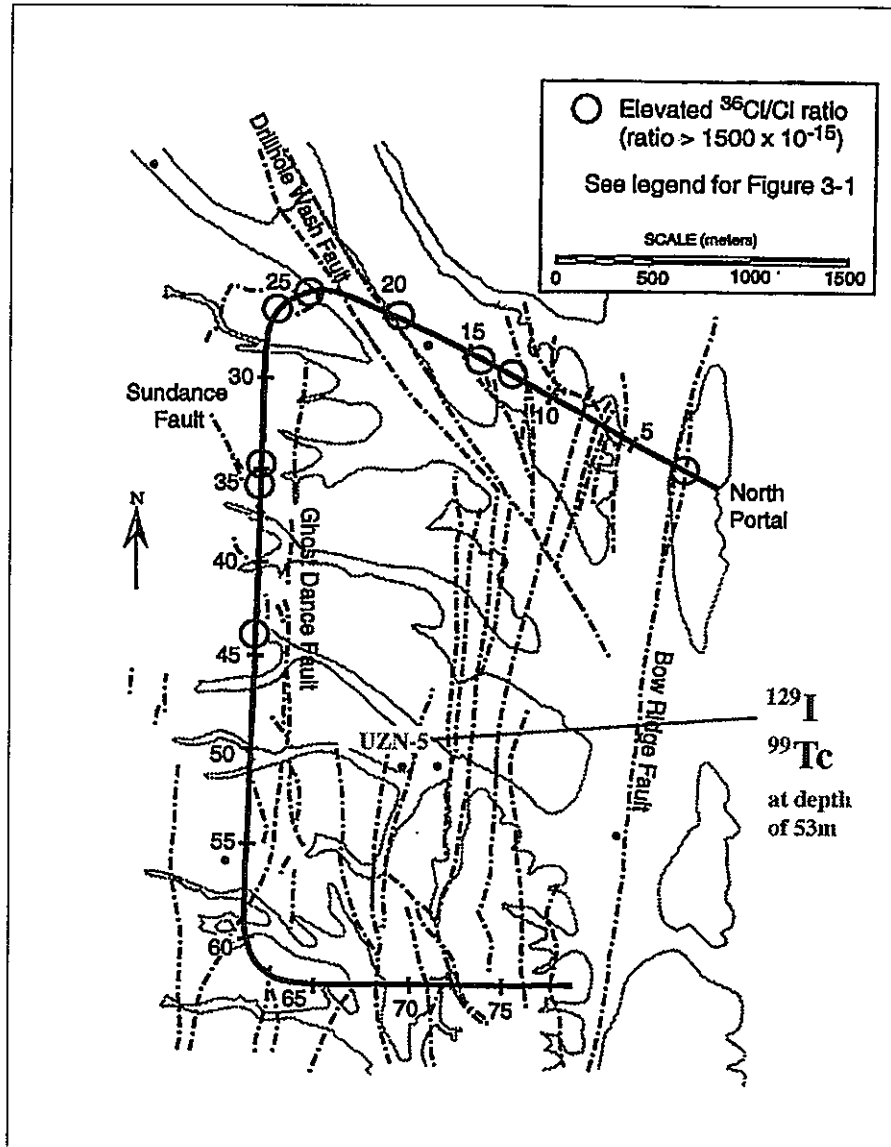 Elevated ³⁶Cl/Cl ratio
(ratio > 1500 x 10⁻¹⁵)
See legend for Figure 3-1
SCALE (meters)
0 500 1000 1500
Drillhole Wash Fault
25
20
15
30
10
5
Sundance
Fault
35
North
Portal
N
40
Ghost Dance Fault
45
Bow Ridge Fault
¹²⁹I
UZN-5
50
⁹⁹Tc
at depth
of 53m
55
60
65
70
75